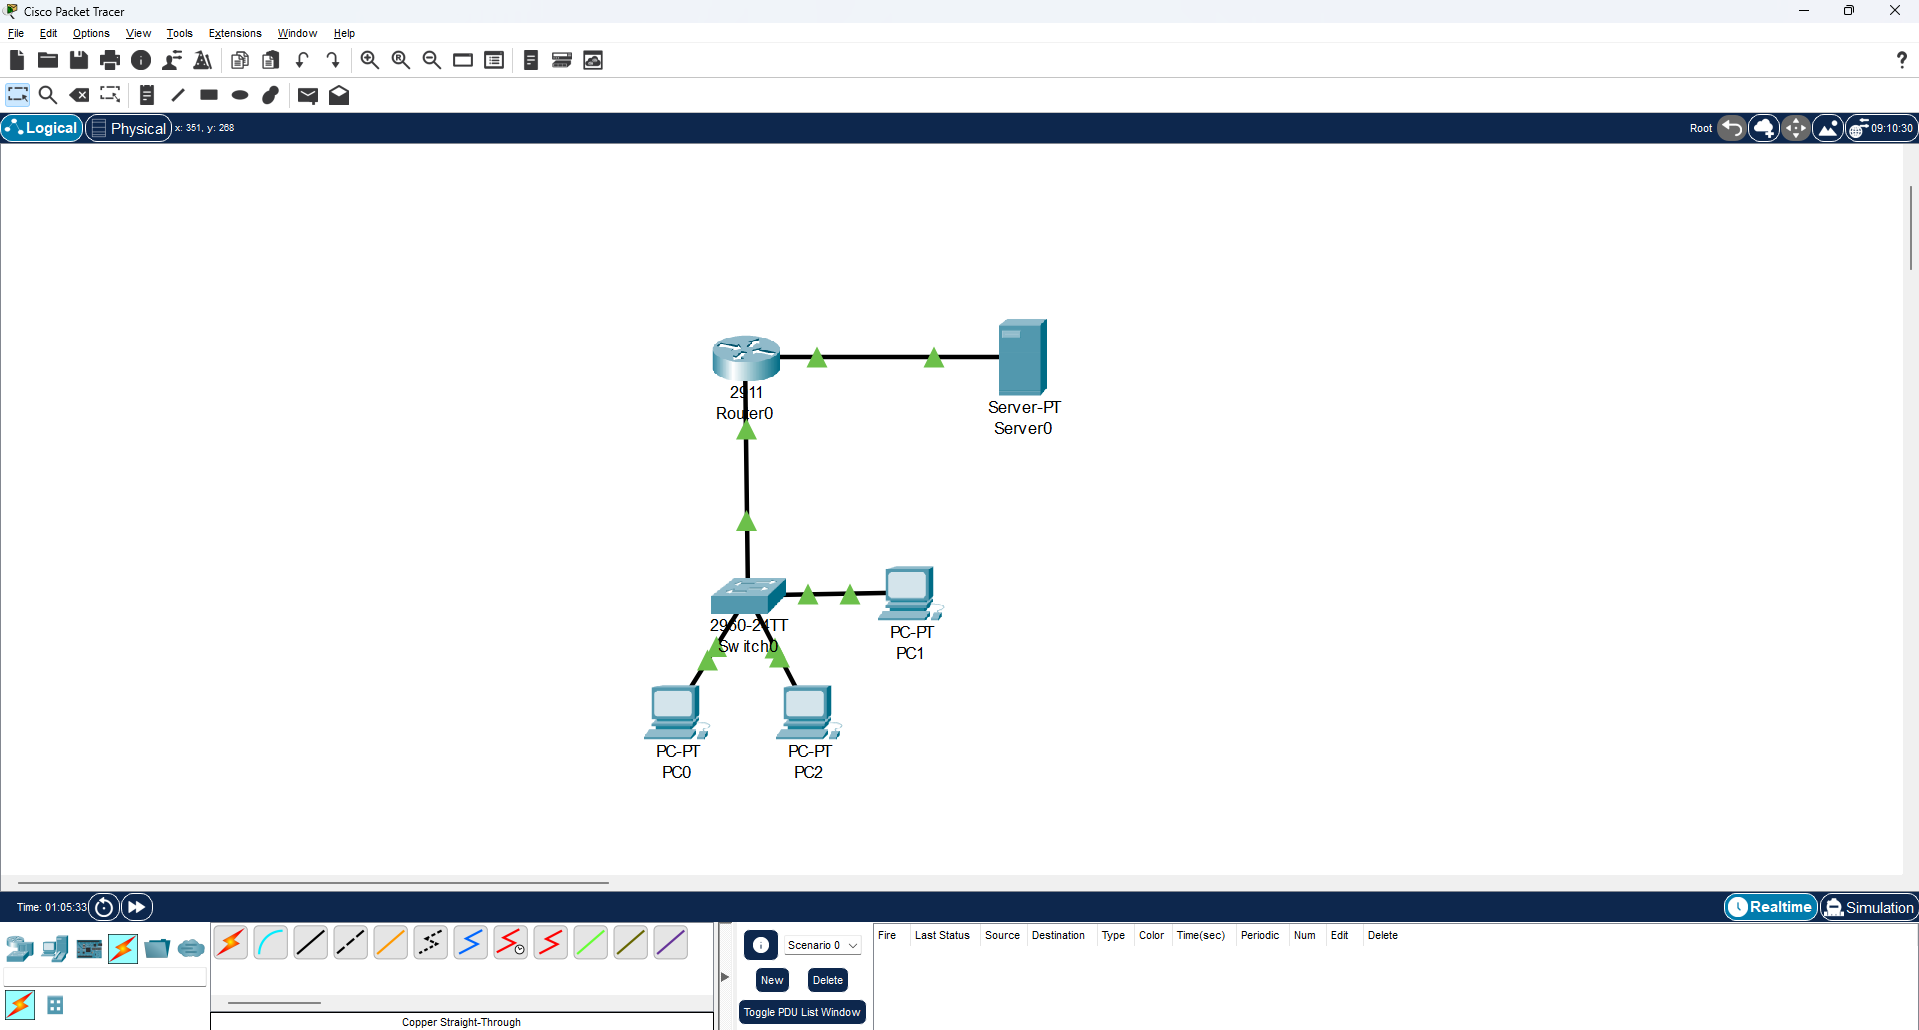 Cisco Packet Tracer
File Edit Options View Tools Extensions Window Help
Logical Physical x: 351, y: 268 Root 09:10:30
2911
Router0
Server-PT
Server0
2960-24TT
Switch0
PC-PT
PC1
PC-PT
PC0
PC-PT
PC2
Time: 01:05:33 Realtime Simulation
Scenario 0
New Delete
Toggle PDU List Window
Fire Last Status Source Destination Type Color Time(sec) Periodic Num Edit Delete
Copper Straight-Through